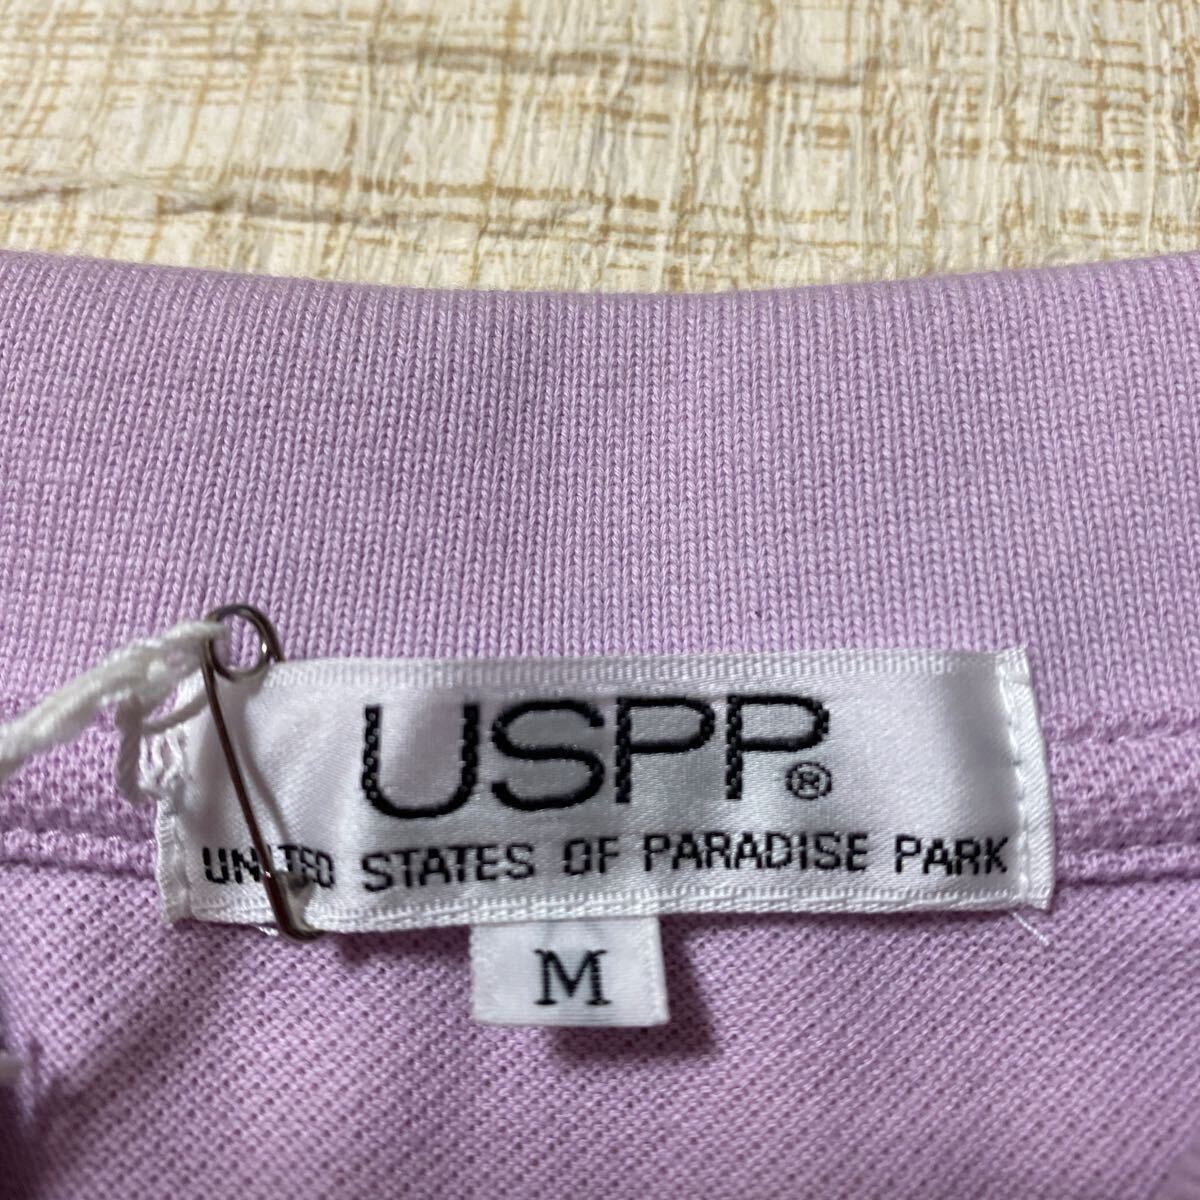 USPP®
UNITED STATES OF PARADISE PARK
M